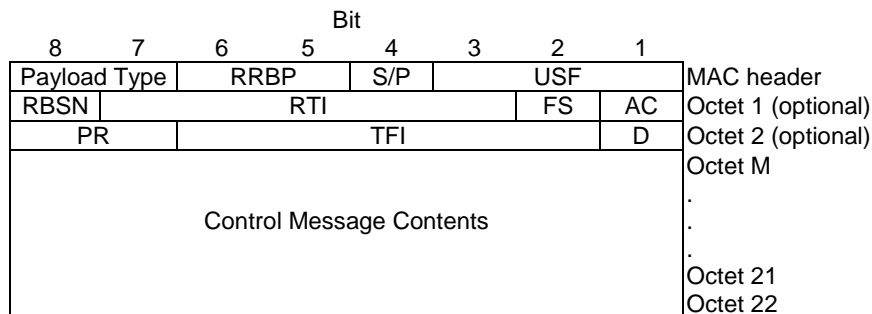 Bit
8 7 6 5 4 3 2 1
Payload Type RRBP S/P USF MAC header
RBSN RTI FS AC Octet 1 (optional)
PR TFI D Octet 2 (optional)
Octet M
.
Control Message Contents .
.
Octet 21
Octet 22